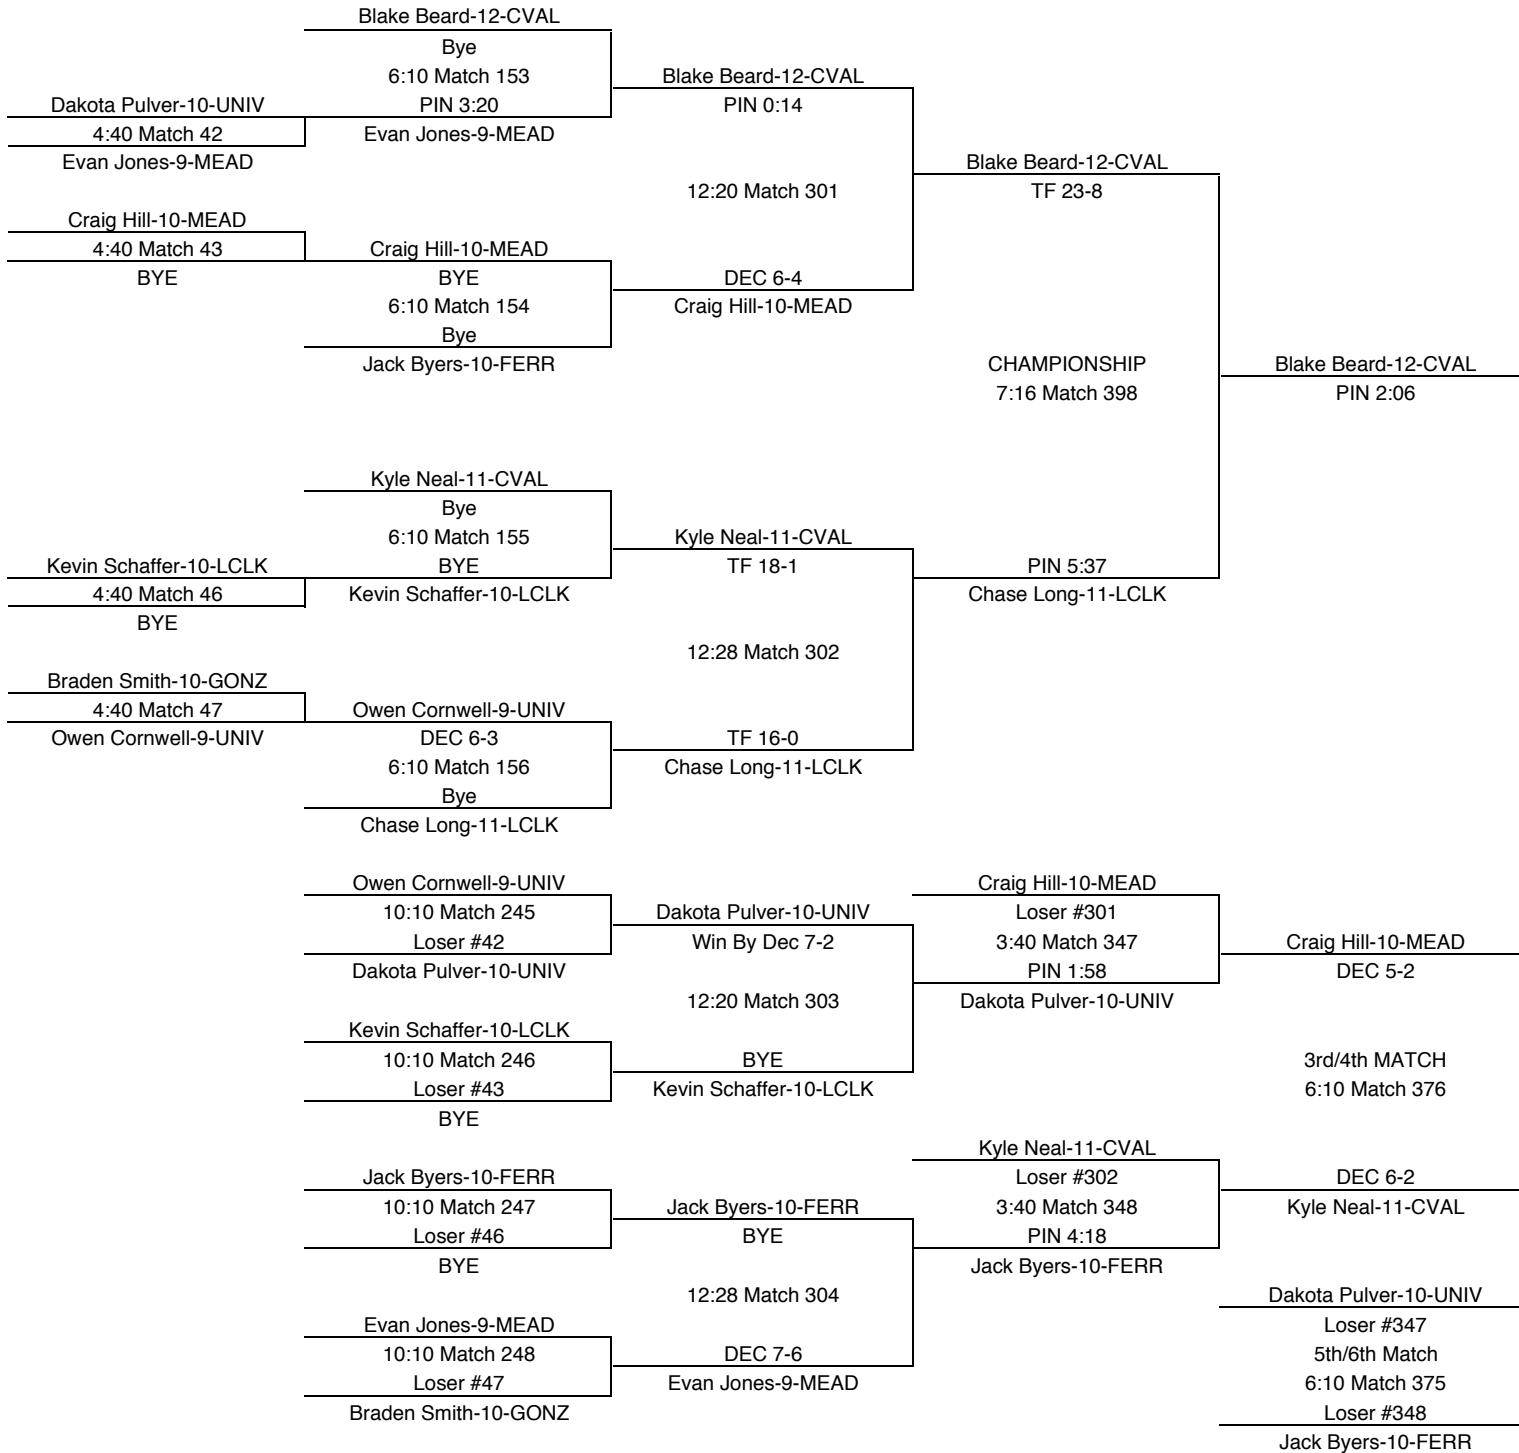 Blake Beard-12-CVAL
Bye
6:10 Match 153
Blake Beard-12-CVAL
Dakota Pulver-10-UNIV
PIN 3:20
PIN 0:14
4:40 Match 42
Evan Jones-9-MEAD
Evan Jones-9-MEAD
Blake Beard-12-CVAL
12:20 Match 301
TF 23-8
Craig Hill-10-MEAD
4:40 Match 43
Craig Hill-10-MEAD
BYE
BYE
DEC 6-4
6:10 Match 154
Craig Hill-10-MEAD
Bye
Jack Byers-10-FERR
CHAMPIONSHIP
Blake Beard-12-CVAL
7:16 Match 398
PIN 2:06
Kyle Neal-11-CVAL
Bye
6:10 Match 155
Kyle Neal-11-CVAL
Kevin Schaffer-10-LCLK
BYE
TF 18-1
PIN 5:37
4:40 Match 46
Kevin Schaffer-10-LCLK
Chase Long-11-LCLK
BYE
12:28 Match 302
Braden Smith-10-GONZ
4:40 Match 47
Owen Cornwell-9-UNIV
Owen Cornwell-9-UNIV
DEC 6-3
TF 16-0
6:10 Match 156
Chase Long-11-LCLK
Bye
Chase Long-11-LCLK
Owen Cornwell-9-UNIV
Craig Hill-10-MEAD
10:10 Match 245
Dakota Pulver-10-UNIV
Loser #301
Loser #42
Win By Dec 7-2
3:40 Match 347
Craig Hill-10-MEAD
Dakota Pulver-10-UNIV
PIN 1:58
DEC 5-2
12:20 Match 303
Dakota Pulver-10-UNIV
Kevin Schaffer-10-LCLK
10:10 Match 246
BYE
3rd/4th MATCH
Loser #43
Kevin Schaffer-10-LCLK
6:10 Match 376
BYE
Kyle Neal-11-CVAL
Jack Byers-10-FERR
Loser #302
DEC 6-2
10:10 Match 247
Jack Byers-10-FERR
3:40 Match 348
Kyle Neal-11-CVAL
Loser #46
BYE
PIN 4:18
BYE
Jack Byers-10-FERR
12:28 Match 304
Dakota Pulver-10-UNIV
Evan Jones-9-MEAD
Loser #347
10:10 Match 248
DEC 7-6
5th/6th Match
Loser #47
Evan Jones-9-MEAD
6:10 Match 375
Braden Smith-10-GONZ
Loser #348
Jack Byers-10-FERR